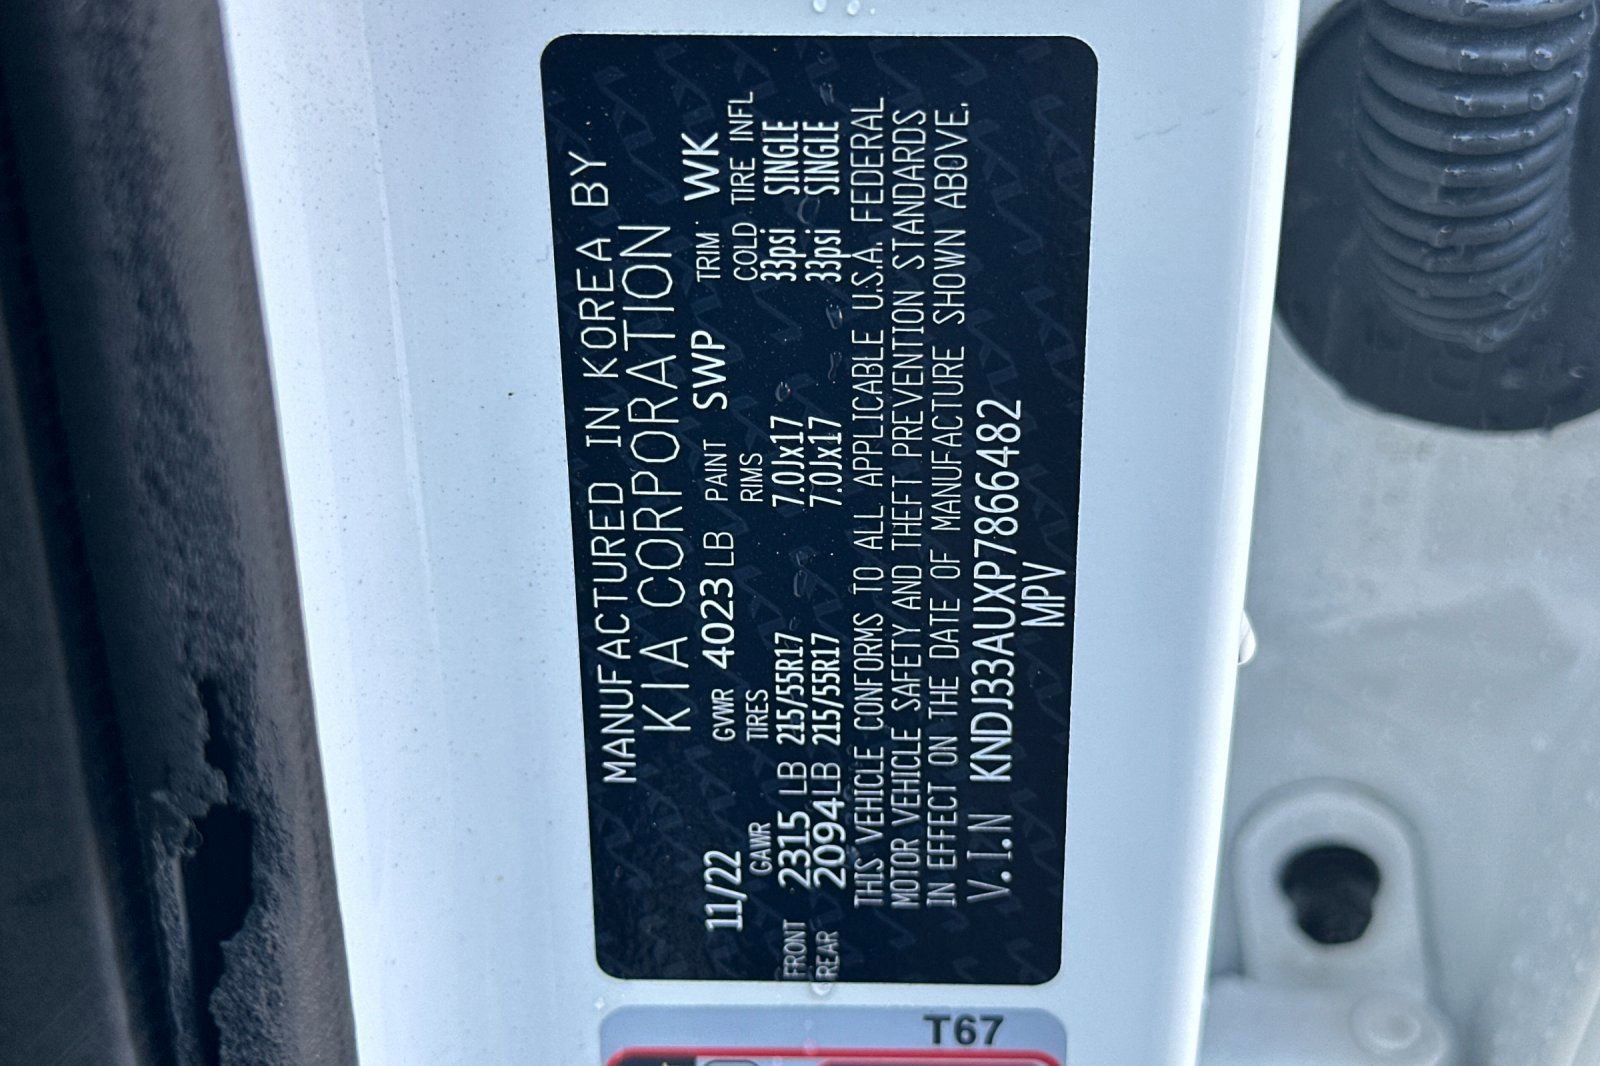 MANUFACTURED IN KOREA BY
KIA CORPORATION
11/22 GVWR 4023 LB PAINT SWP TRIM WK
GAWR TIRES RIMS COLD TIRE INFL
FRONT 2315 LB 215/55R17 7.0Jx17 33psi SINGLE
REAR 2094LB 215/55R17 7.0Jx17 33psi SINGLE
THIS VEHICLE CONFORMS TO ALL APPLICABLE U.S.A. FEDERAL
MOTOR VEHICLE SAFETY AND THEFT PREVENTION STANDARDS
IN EFFECT ON THE DATE OF MANUFACTURE SHOWN ABOVE.
V.I.N KNDJ33AUXP7866482
MPV
T67